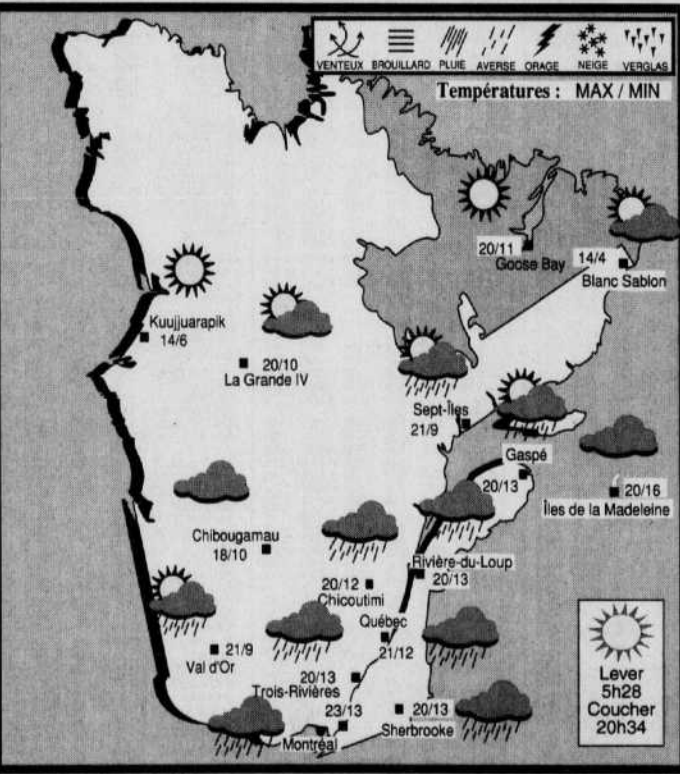 VENTEUX BROUILLARD PLUIE AVERSE ORAGE NEIGE VERGLAS
Températures : MAX / MIN
20/11
Goose Bay
14/4
Blanc Sablon
Kuujjuarapik
14/6
20/10
La Grande IV
Sept-Îles
21/9
Gaspé
20/13
20/16
Îles de la Madeleine
Chibougamau
18/10
Rivière-du-Loup
20/13
20/12
Chicoutimi
Québec
21/12
21/9
Val d'Or
20/13
Trois-Rivières
23/13
Montréal
20/13
Sherbrooke
Lever
5h28
Coucher
20h34